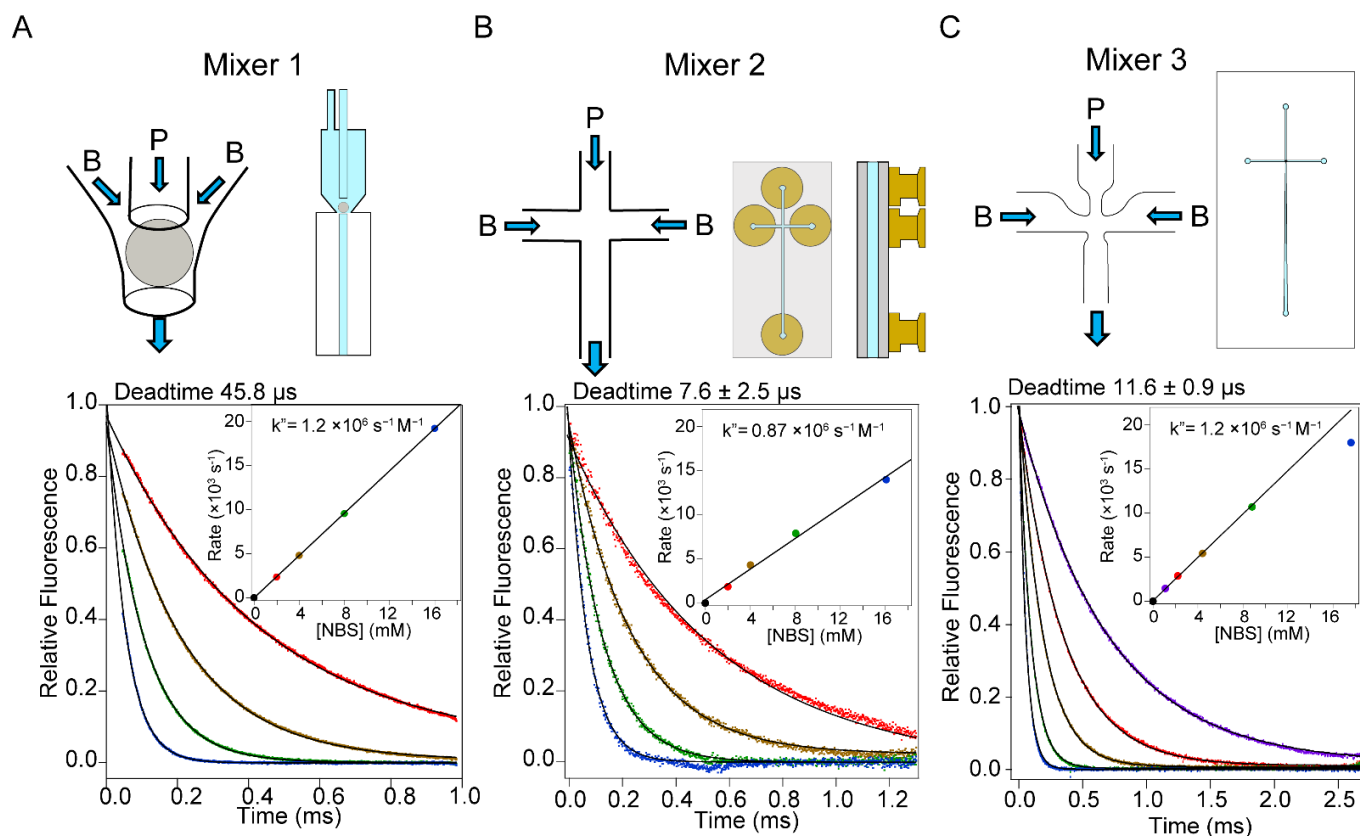 A
Mixer 1
B
P
B
Deadtime 45.8 µs
k”= 1.2 ×10⁶ s⁻¹ M⁻¹
Rate (×10³ s⁻¹)
20
15
10
5
0
0 4 8 12 16
[NBS] (mM)
Relative Fluorescence
1.0
0.8
0.6
0.4
0.2
0.0
0.0 0.2 0.4 0.6 0.8 1.0
Time (ms)
B
Mixer 2
P
B
B
Deadtime 7.6 ± 2.5 µs
k”= 0.87 ×10⁶ s⁻¹ M⁻¹
Rate (×10³ s⁻¹)
20
15
10
5
0
0 4 8 12 16
[NBS] (mM)
Relative Fluorescence
1.0
0.8
0.6
0.4
0.2
0.0
0.0 0.2 0.4 0.6 0.8 1.0 1.2
Time (ms)
C
Mixer 3
P
B
B
Deadtime 11.6 ± 0.9 µs
k”= 1.2 ×10⁶ s⁻¹ M⁻¹
Rate (×10³ s⁻¹)
20
15
10
5
0
0 4 8 12 16
[NBS] (mM)
Relative Fluorescence
1.0
0.8
0.6
0.4
0.2
0.0
0.0 0.5 1.0 1.5 2.0 2.5
Time (ms)